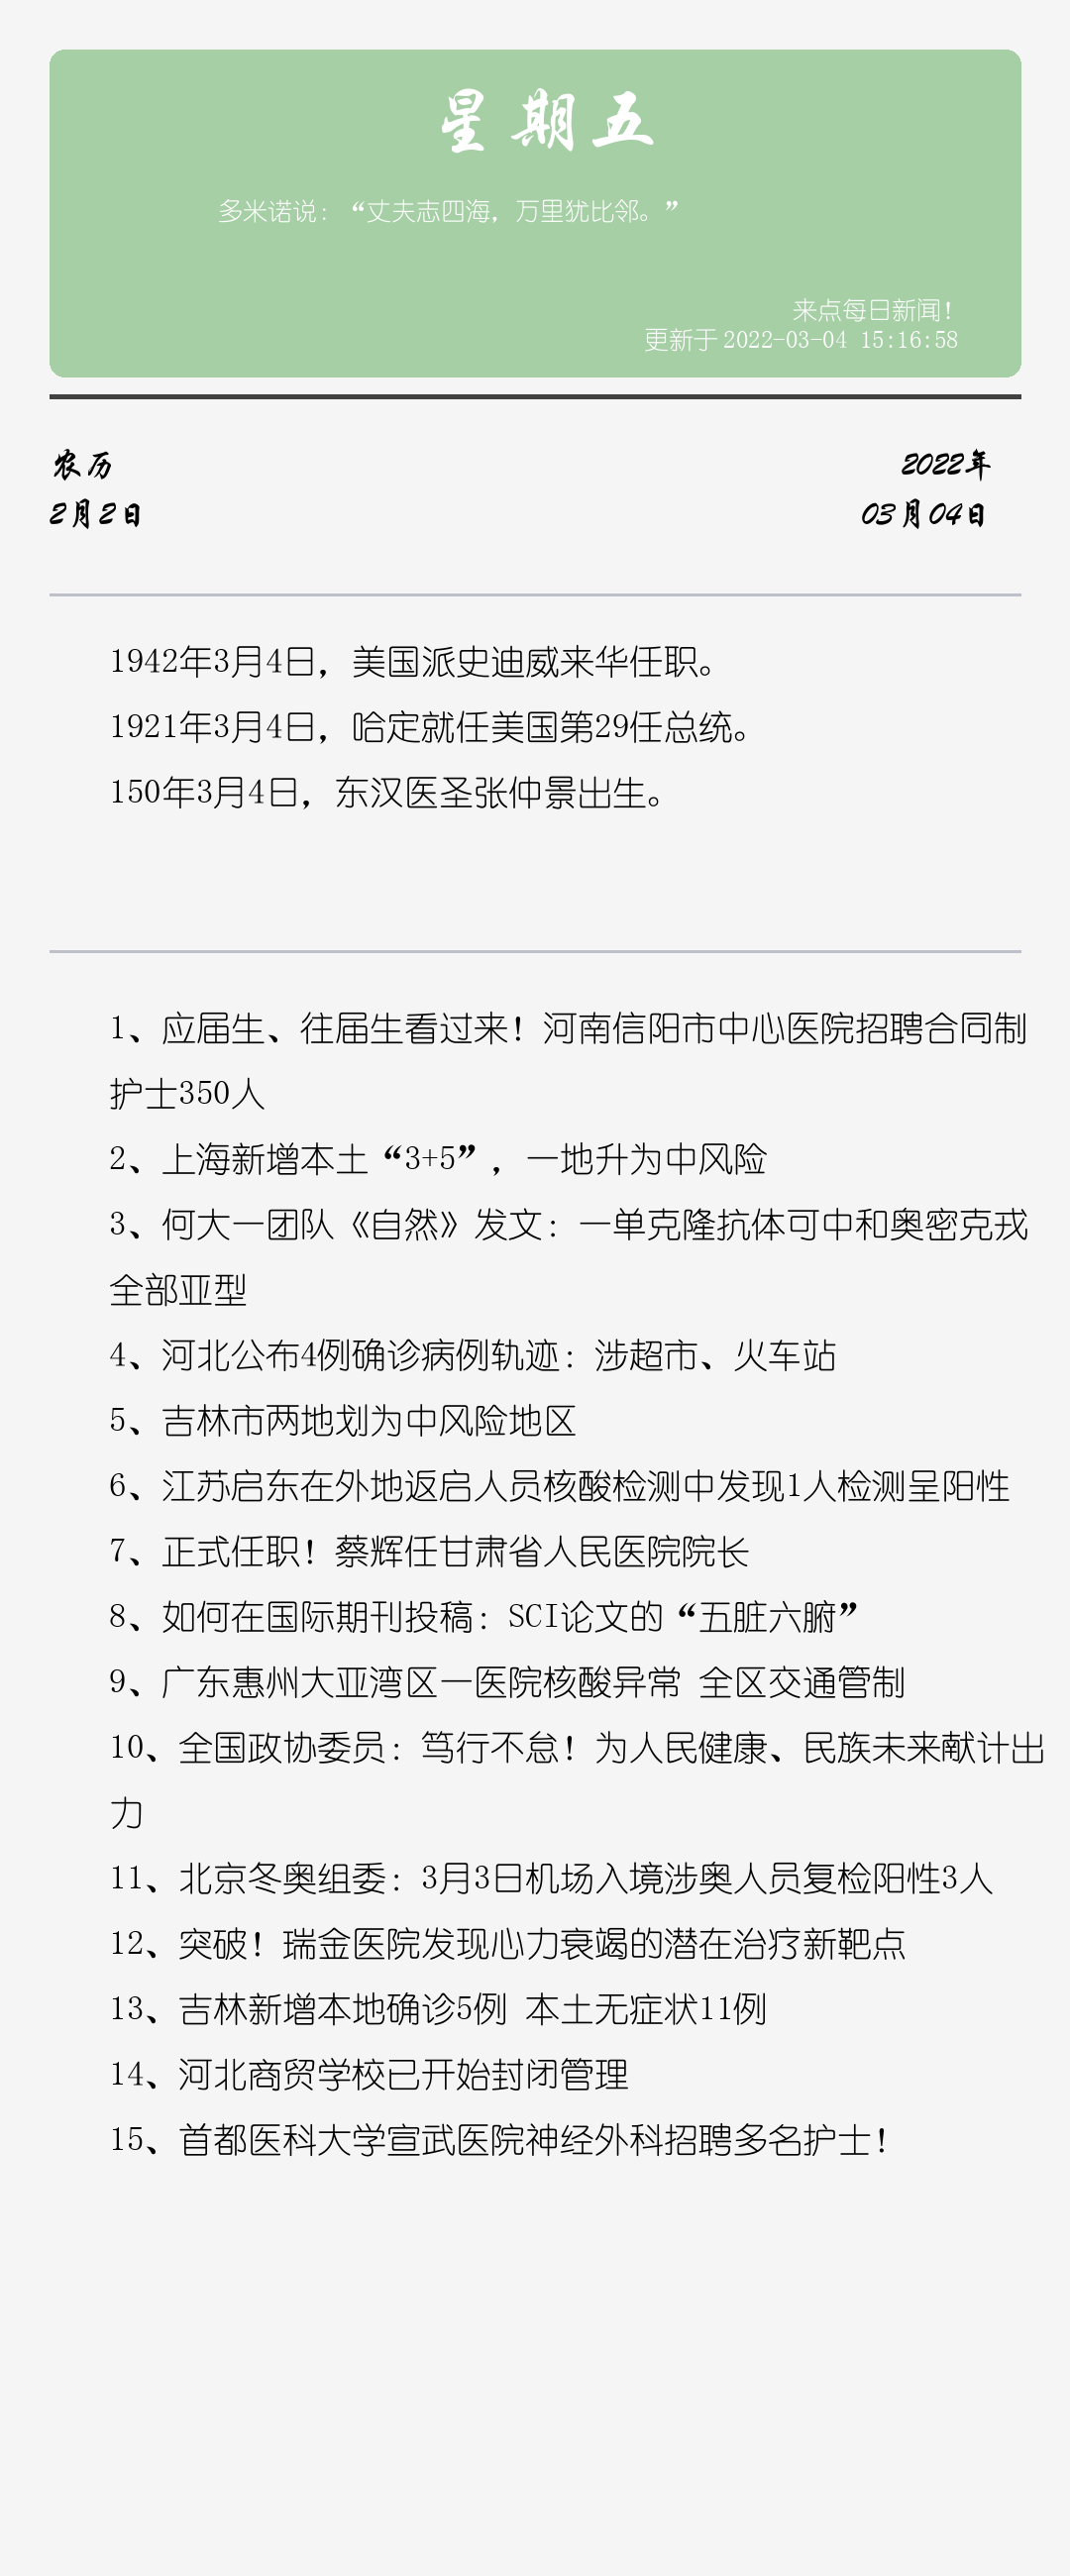 星期五
多米诺说：“丈夫志四海，万里犹比邻。”
来点每日新闻！
更新于 2022-03-04 15:16:58
农历
2022年
2月2日
03月04日
1942年3月4日，美国派史迪威来华任职。
1921年3月4日，哈定就任美国第29任总统。
150年3月4日，东汉医圣张仲景出生。
1、应届生、往届生看过来！河南信阳市中心医院招聘合同制
护士350人
2、上海新增本土“3+5”，一地升为中风险
3、何大一团队《自然》发文：一单克隆抗体可中和奥密克戎
全部亚型
4、河北公布4例确诊病例轨迹：涉超市、火车站
5、吉林市两地划为中风险地区
6、江苏启东在外地返启人员核酸检测中发现1人检测呈阳性
7、正式任职！蔡辉任甘肃省人民医院院长
8、如何在国际期刊投稿：SCI论文的“五脏六腑”
9、广东惠州大亚湾区一医院核酸异常 全区交通管制
10、全国政协委员：笃行不怠！为人民健康、民族未来献计出
力
11、北京冬奥组委：3月3日机场入境涉奥人员复检阳性3人
12、突破！瑞金医院发现心力衰竭的潜在治疗新靶点
13、吉林新增本地确诊5例 本土无症状11例
14、河北商贸学校已开始封闭管理
15、首都医科大学宣武医院神经外科招聘多名护士！